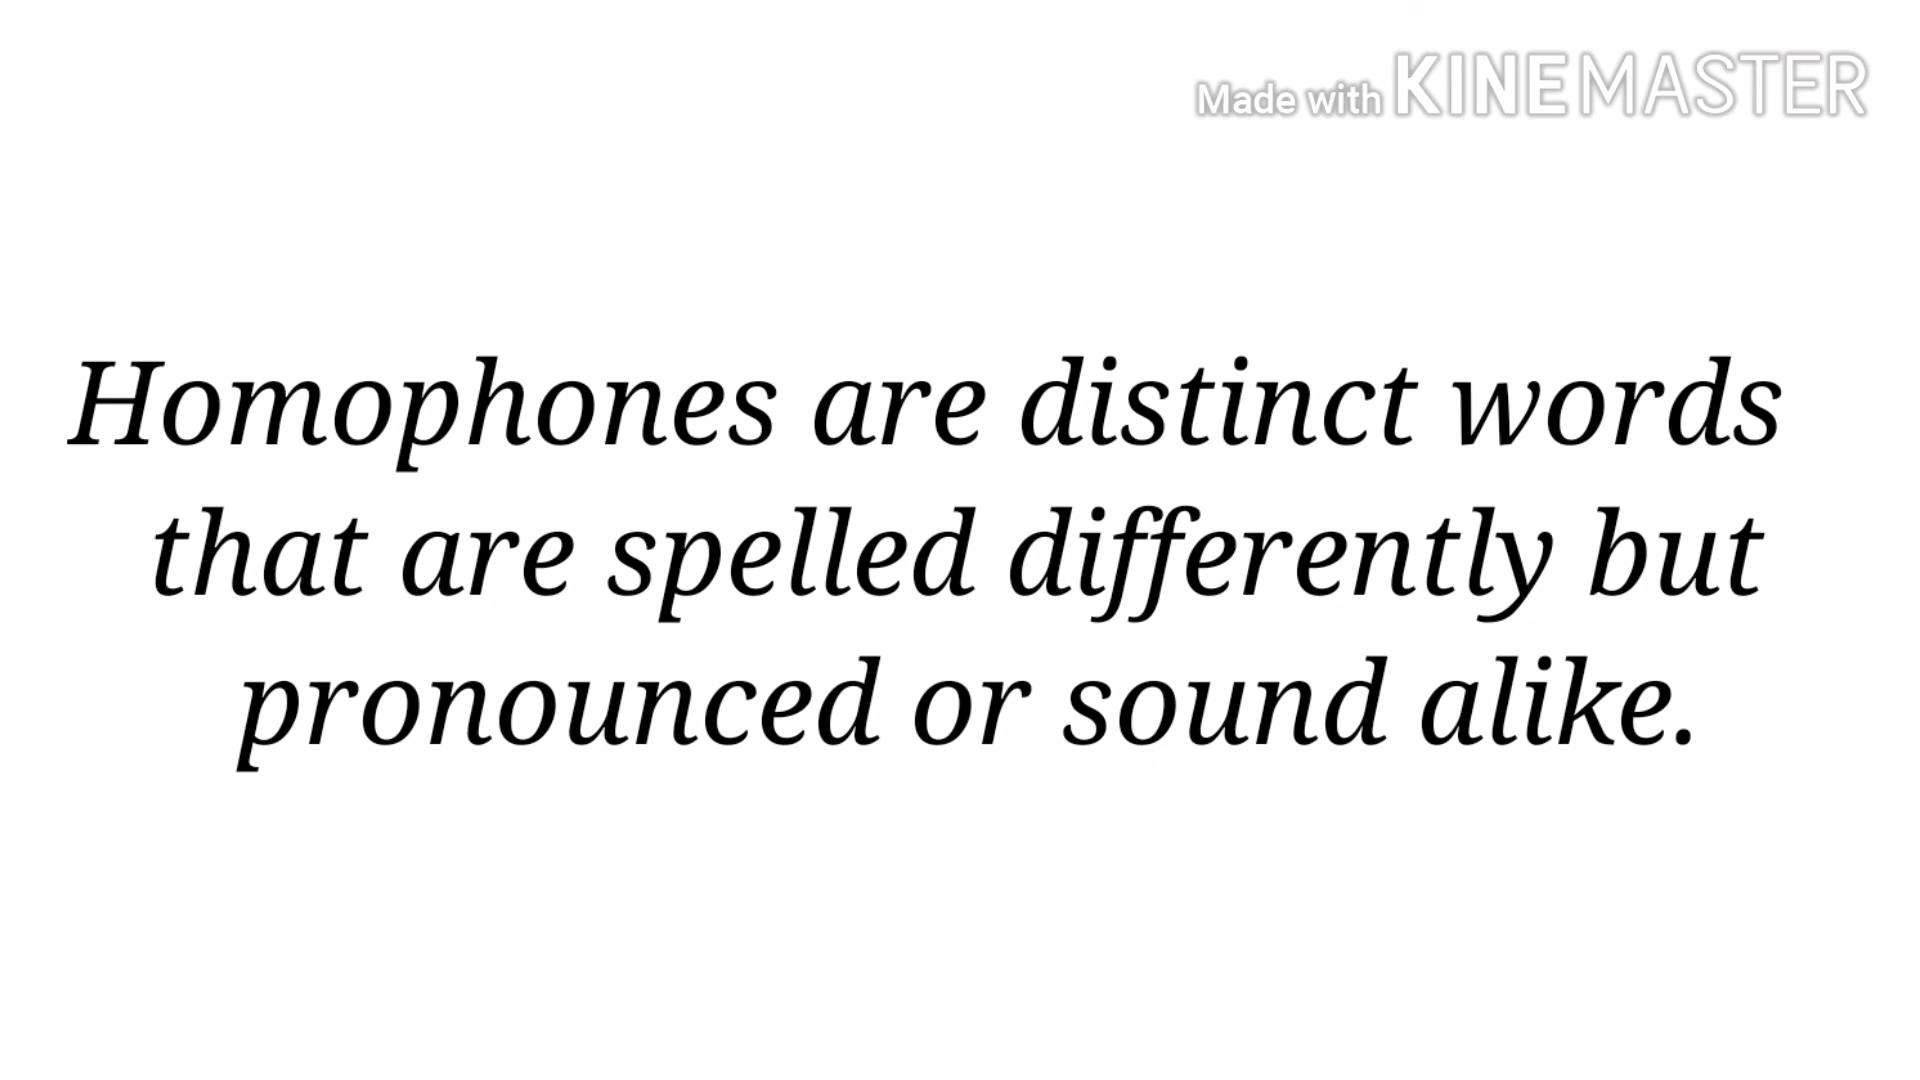 Made with KINEMASTER
Homophones are distinct words
that are spelled differently but
pronounced or sound alike.